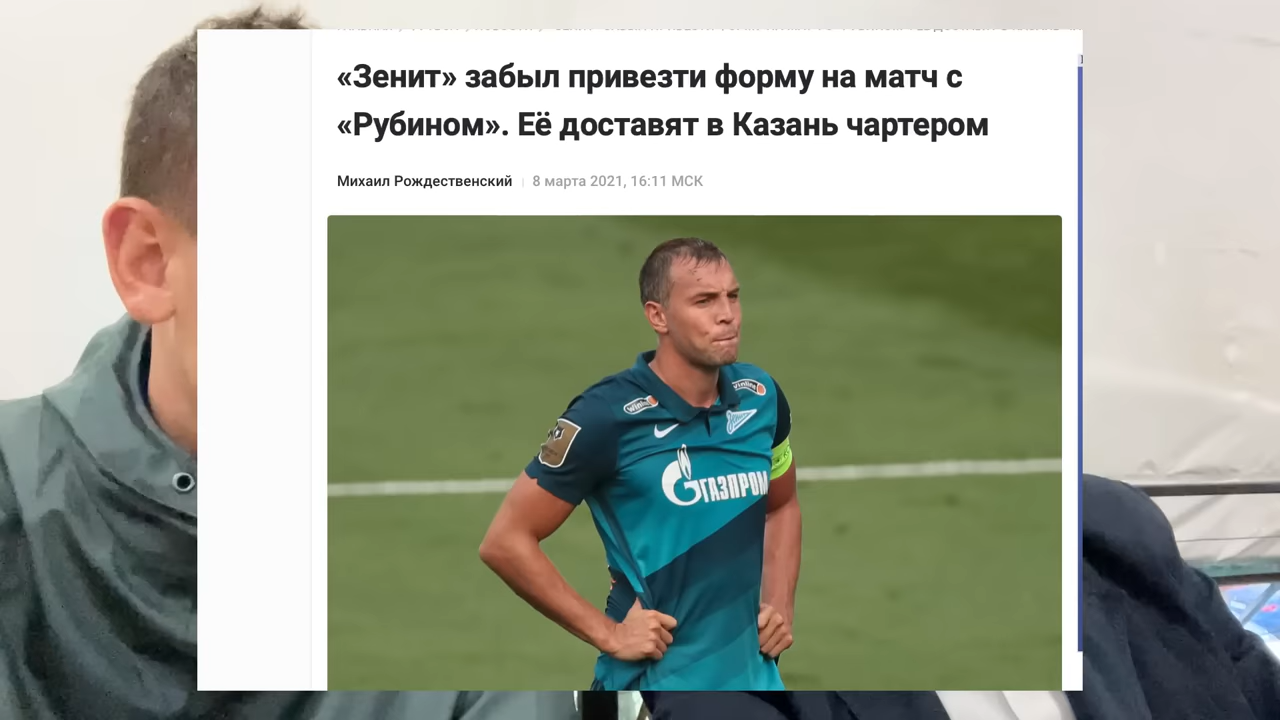 «Зенит» забыл привезти форму на матч с
«Рубином». Её доставят в Казань чартером
Михаил Рождественский
8 марта 2021, 16:11 МСК
winline
ГАЗПРОМ